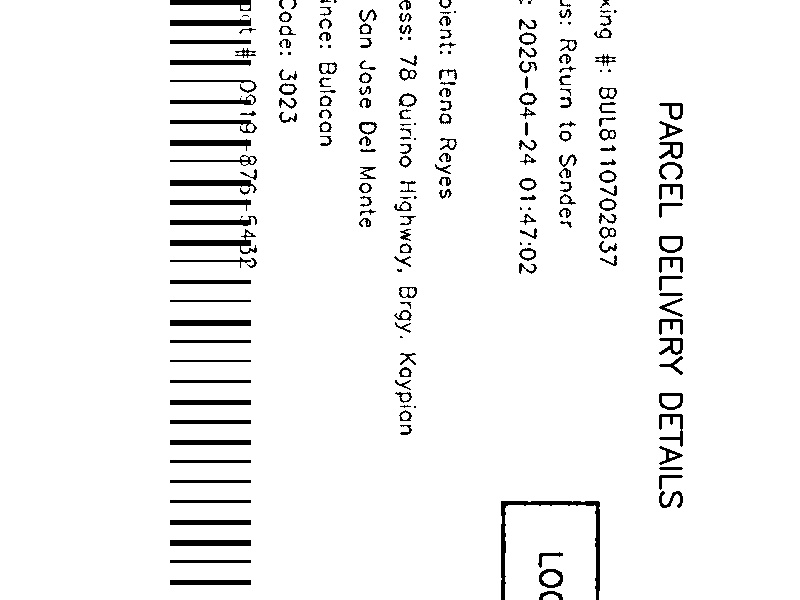 PARCEL DELIVERY DETAILS
king #: BUL8110702837
us: Return to Sender
: 2025-04-24 01:47:02
LOC
pient: Elena Reyes
ess: 78 Quirino Highway, Brgy. Kaypian
San Jose Del Monte
ince: Bulacan
Code: 3023
#: 0919-876-5432